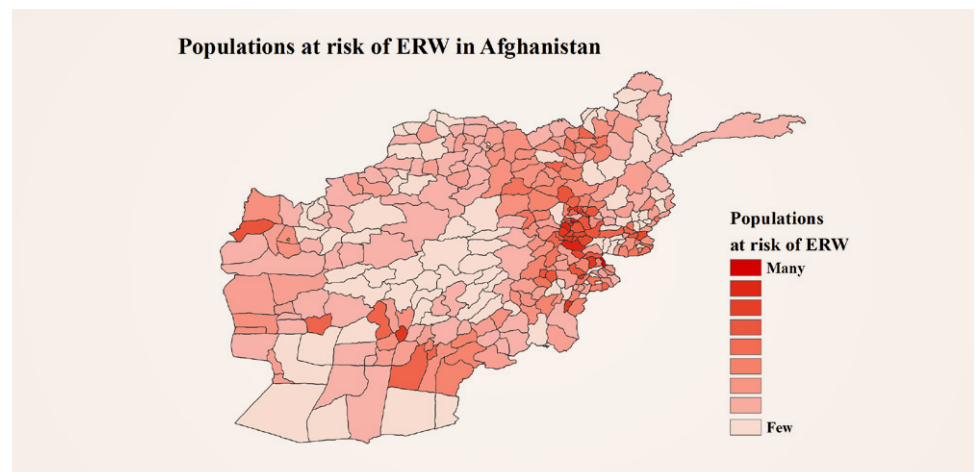 Populations at risk of ERW in Afghanistan
Populations
at risk of ERW
Many
Few